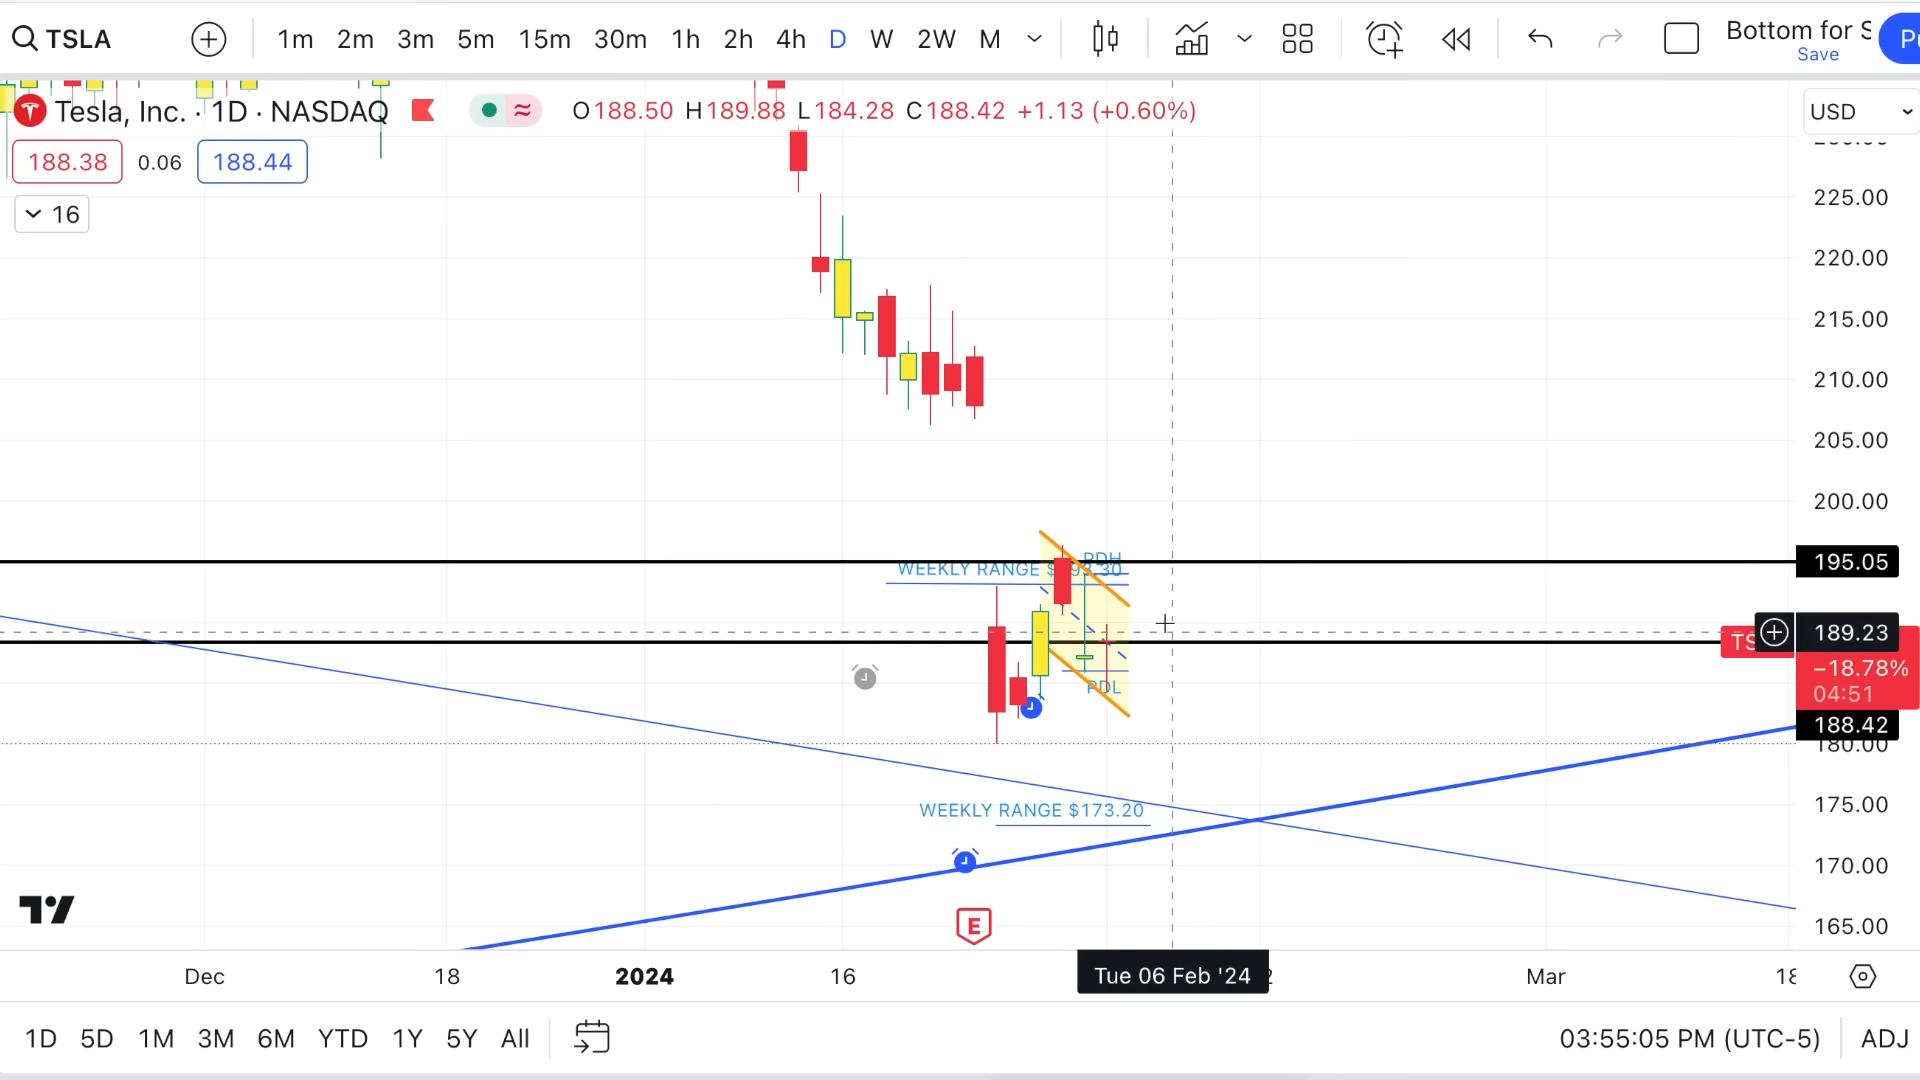 TSLA 1m 2m 3m 5m 15m 30m 1h 2h 4h D W 2W M Bottom for S
Save
Tesla, Inc. · 1D · NASDAQ O188.50 H189.88 L184.28 C188.42 +1.13 (+0.60%) USD
188.38 0.06 188.44
16
225.00
220.00
215.00
210.00
205.00
200.00
PDH
195.05
WEEKLY RANGE
TS 189.23
−18.78%
PDL
04:51
188.42
180.00
WEEKLY RANGE $173.20
175.00
170.00
E
165.00
Dec 18 2024 16 Tue 06 Feb '24 Mar 18
1D 5D 1M 3M 6M YTD 1Y 5Y All 03:55:05 PM (UTC-5) ADJ